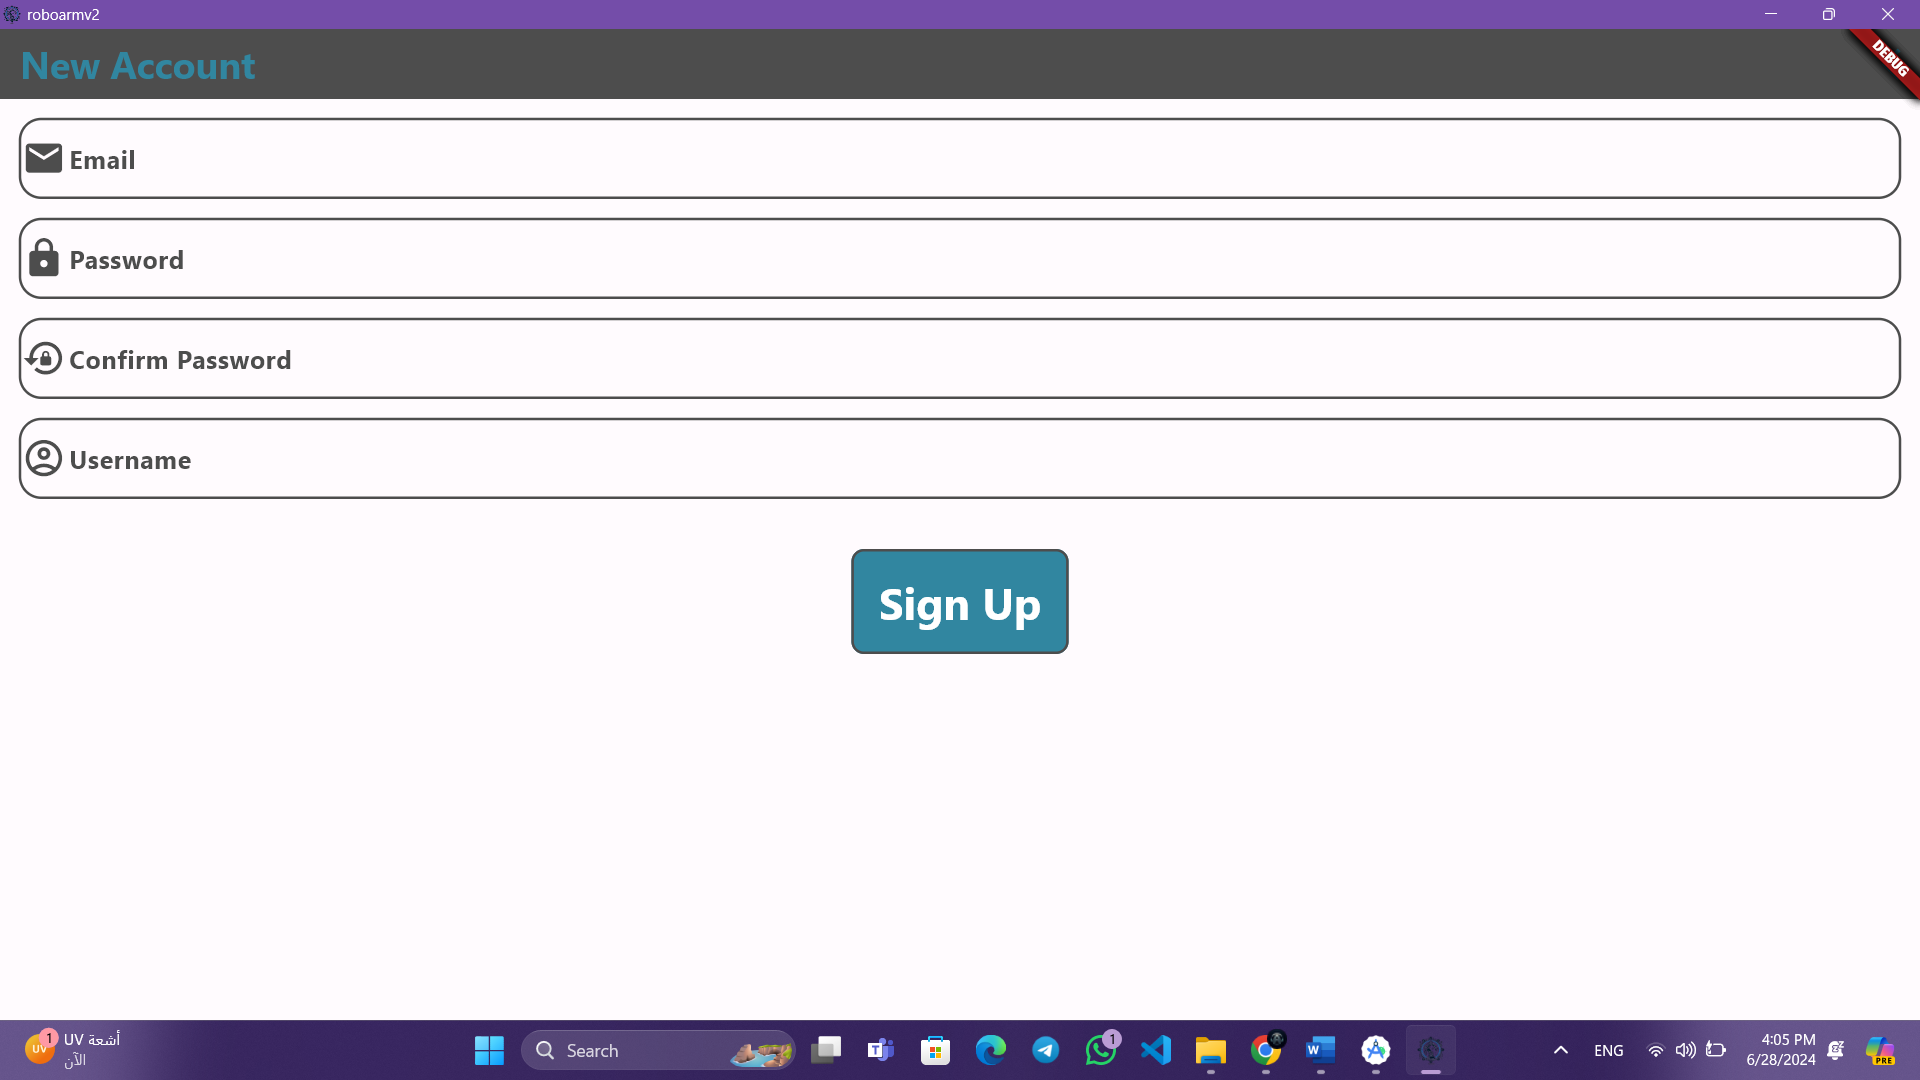 roboarmv2
New Account
DEBUG
Email
Password
Confirm Password
Username
Sign Up
1
UV
أشعة UV
الآن
Search
T
1
W
ENG
4:05 PM
6/28/2024
PRE